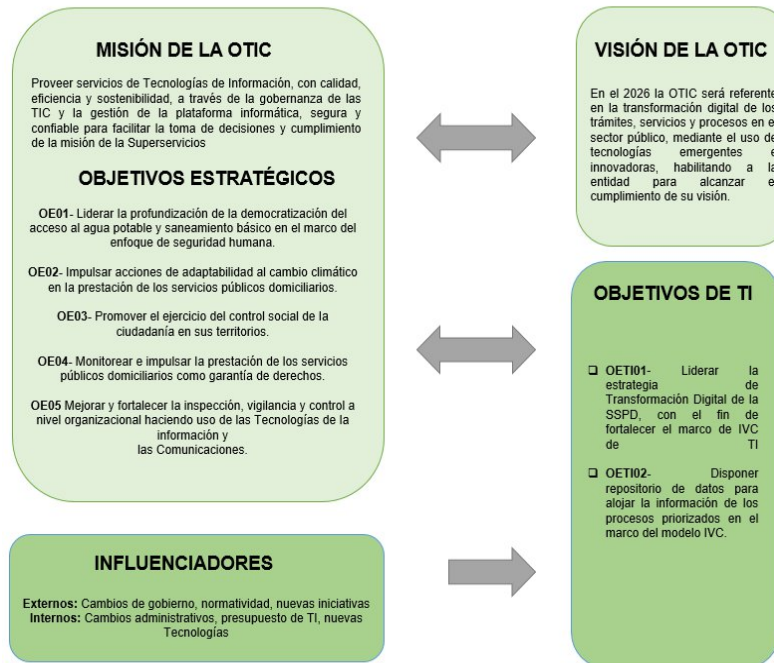 MISIÓN DE LA OTIC
Proveer servicios de Tecnologías de Información, con calidad,
eficiencia y sostenibilidad, a través de la gobernanza de las
TIC y la gestión de la plataforma informática, segura y
confiable para facilitar la toma de decisiones y cumplimiento
de la misión de la Superservicios
OBJETIVOS ESTRATÉGICOS
OE01- Liderar la profundización de la democratización del
acceso al agua potable y saneamiento básico en el marco del
enfoque de seguridad humana.
OE02- Impulsar acciones de adaptabilidad al cambio climático
en la prestación de los servicios públicos domiciliarios.
OE03- Promover el ejercicio del control social de la
ciudadanía en sus territorios.
OE04- Monitorear e impulsar la prestación de los servicios
públicos domiciliarios como garantía de derechos.
OE05 Mejorar y fortalecer la inspección, vigilancia y control a
nivel organizacional haciendo uso de las Tecnologías de la
información y
las Comunicaciones.
INFLUENCIADORES
Externos: Cambios de gobierno, normatividad, nuevas iniciativas
Internos: Cambios administrativos, presupuesto de TI, nuevas
Tecnologías
VISIÓN DE LA OTIC
En el 2026 la OTIC será referente
en la transformación digital de los
trámites, servicios y procesos en el
sector público, mediante el uso de
tecnologías emergentes e
innovadoras, habilitando a la
entidad para alcanzar el
cumplimiento de su visión.
OBJETIVOS DE TI
OETI01- Liderar la
estrategia de
Transformación Digital de la
SSPD, con el fin de
fortalecer el marco de IVC
de TI
OETI02- Disponer
repositorio de datos para
alojar la información de los
procesos priorizados en el
marco del modelo IVC.